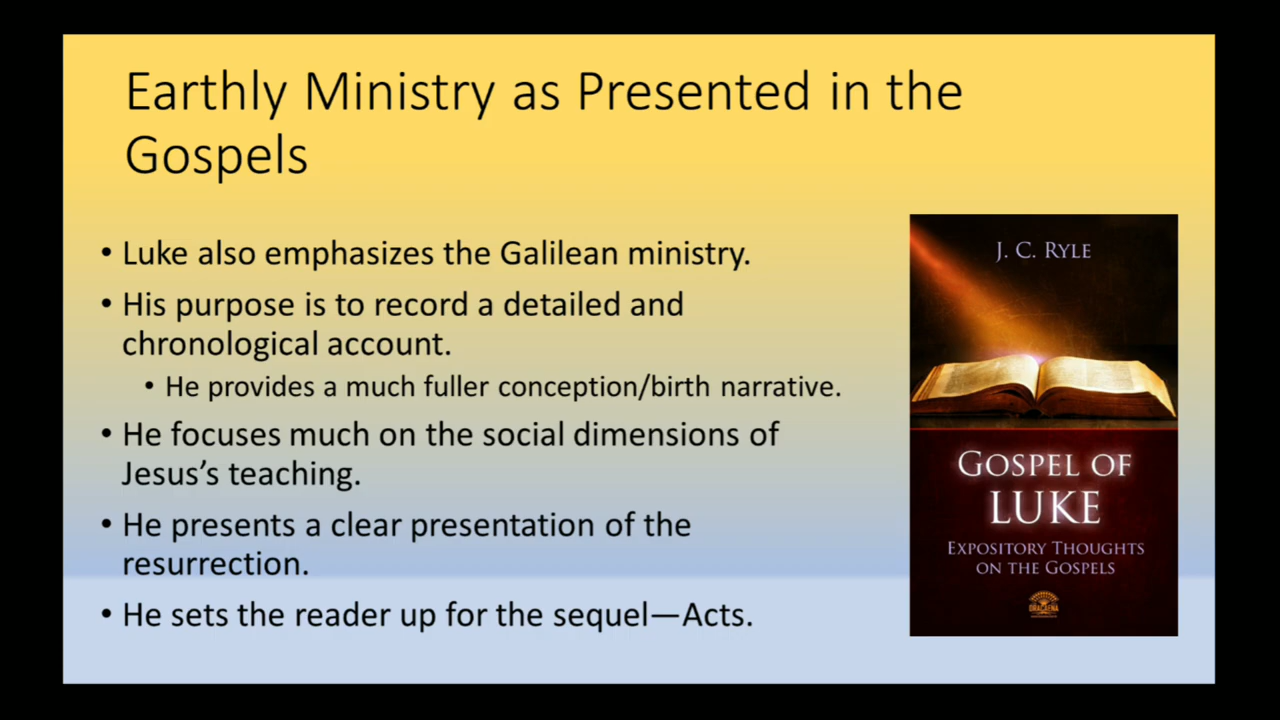 Earthly Ministry as Presented in the
Gospels
• Luke also emphasizes the Galilean ministry.
• His purpose is to record a detailed and
chronological account.
• He provides a much fuller conception/birth narrative.
• He focuses much on the social dimensions of
Jesus’s teaching.
• He presents a clear presentation of the
resurrection.
• He sets the reader up for the sequel—Acts.
J. C. RYLE
GOSPEL OF
LUKE
EXPOSITORY THOUGHTS
ON THE GOSPELS
DRACAENA